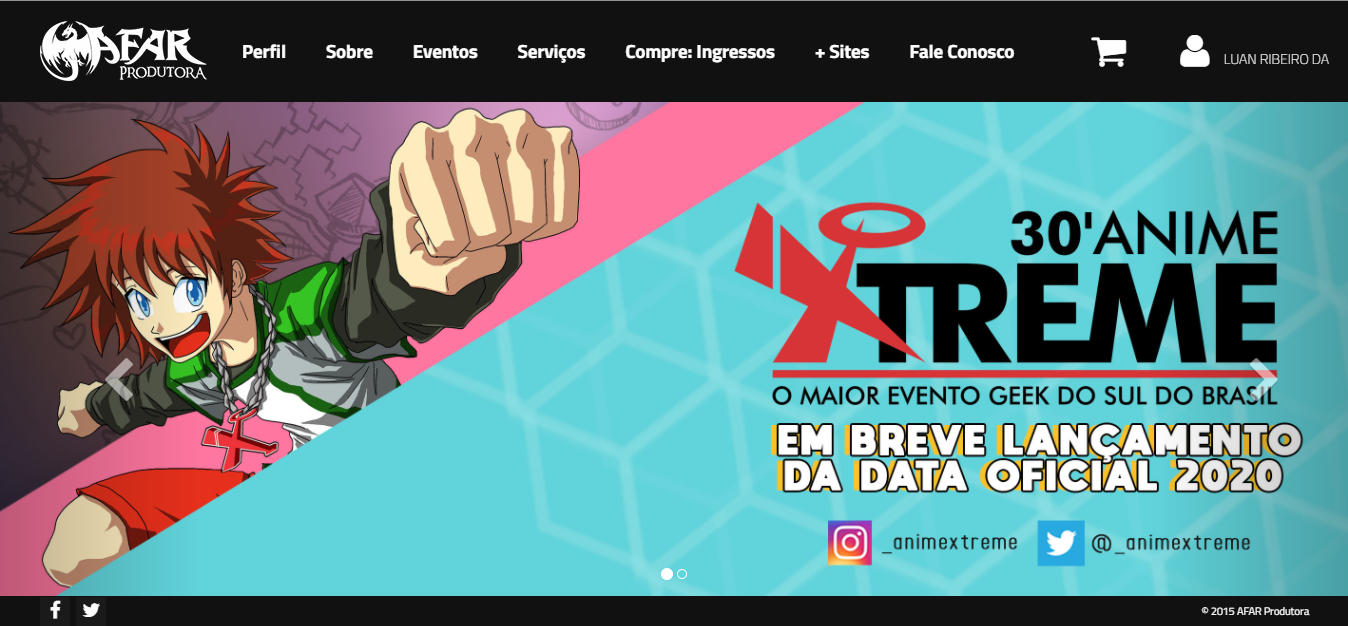 AFAR
PRODUTORA
Perfil
Sobre
Eventos
Serviços
Compre: Ingressos
+ Sites
Fale Conosco
LUAN RIBEIRO DA
30'ANIME
XTREME
O MAIOR EVENTO GEEK DO SUL DO BRASIL
EM BREVE LANÇAMENTO
DA DATA OFICIAL 2020
_animextreme
@_animextreme
© 2015 AFAR Produtora